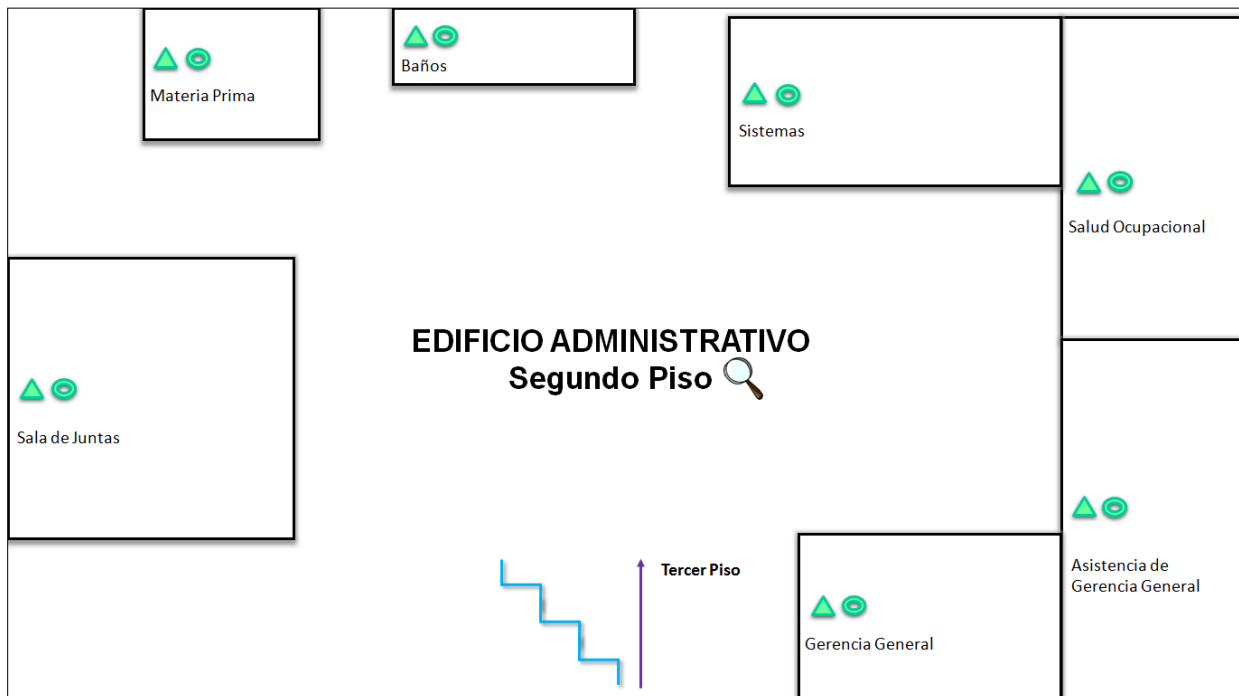 Baños
Materia Prima
Sistemas
Salud Ocupacional
EDIFICIO ADMINISTRATIVO
Segundo Piso
Sala de Juntas
Tercer Piso
Asistencia de
Gerencia General
Gerencia General